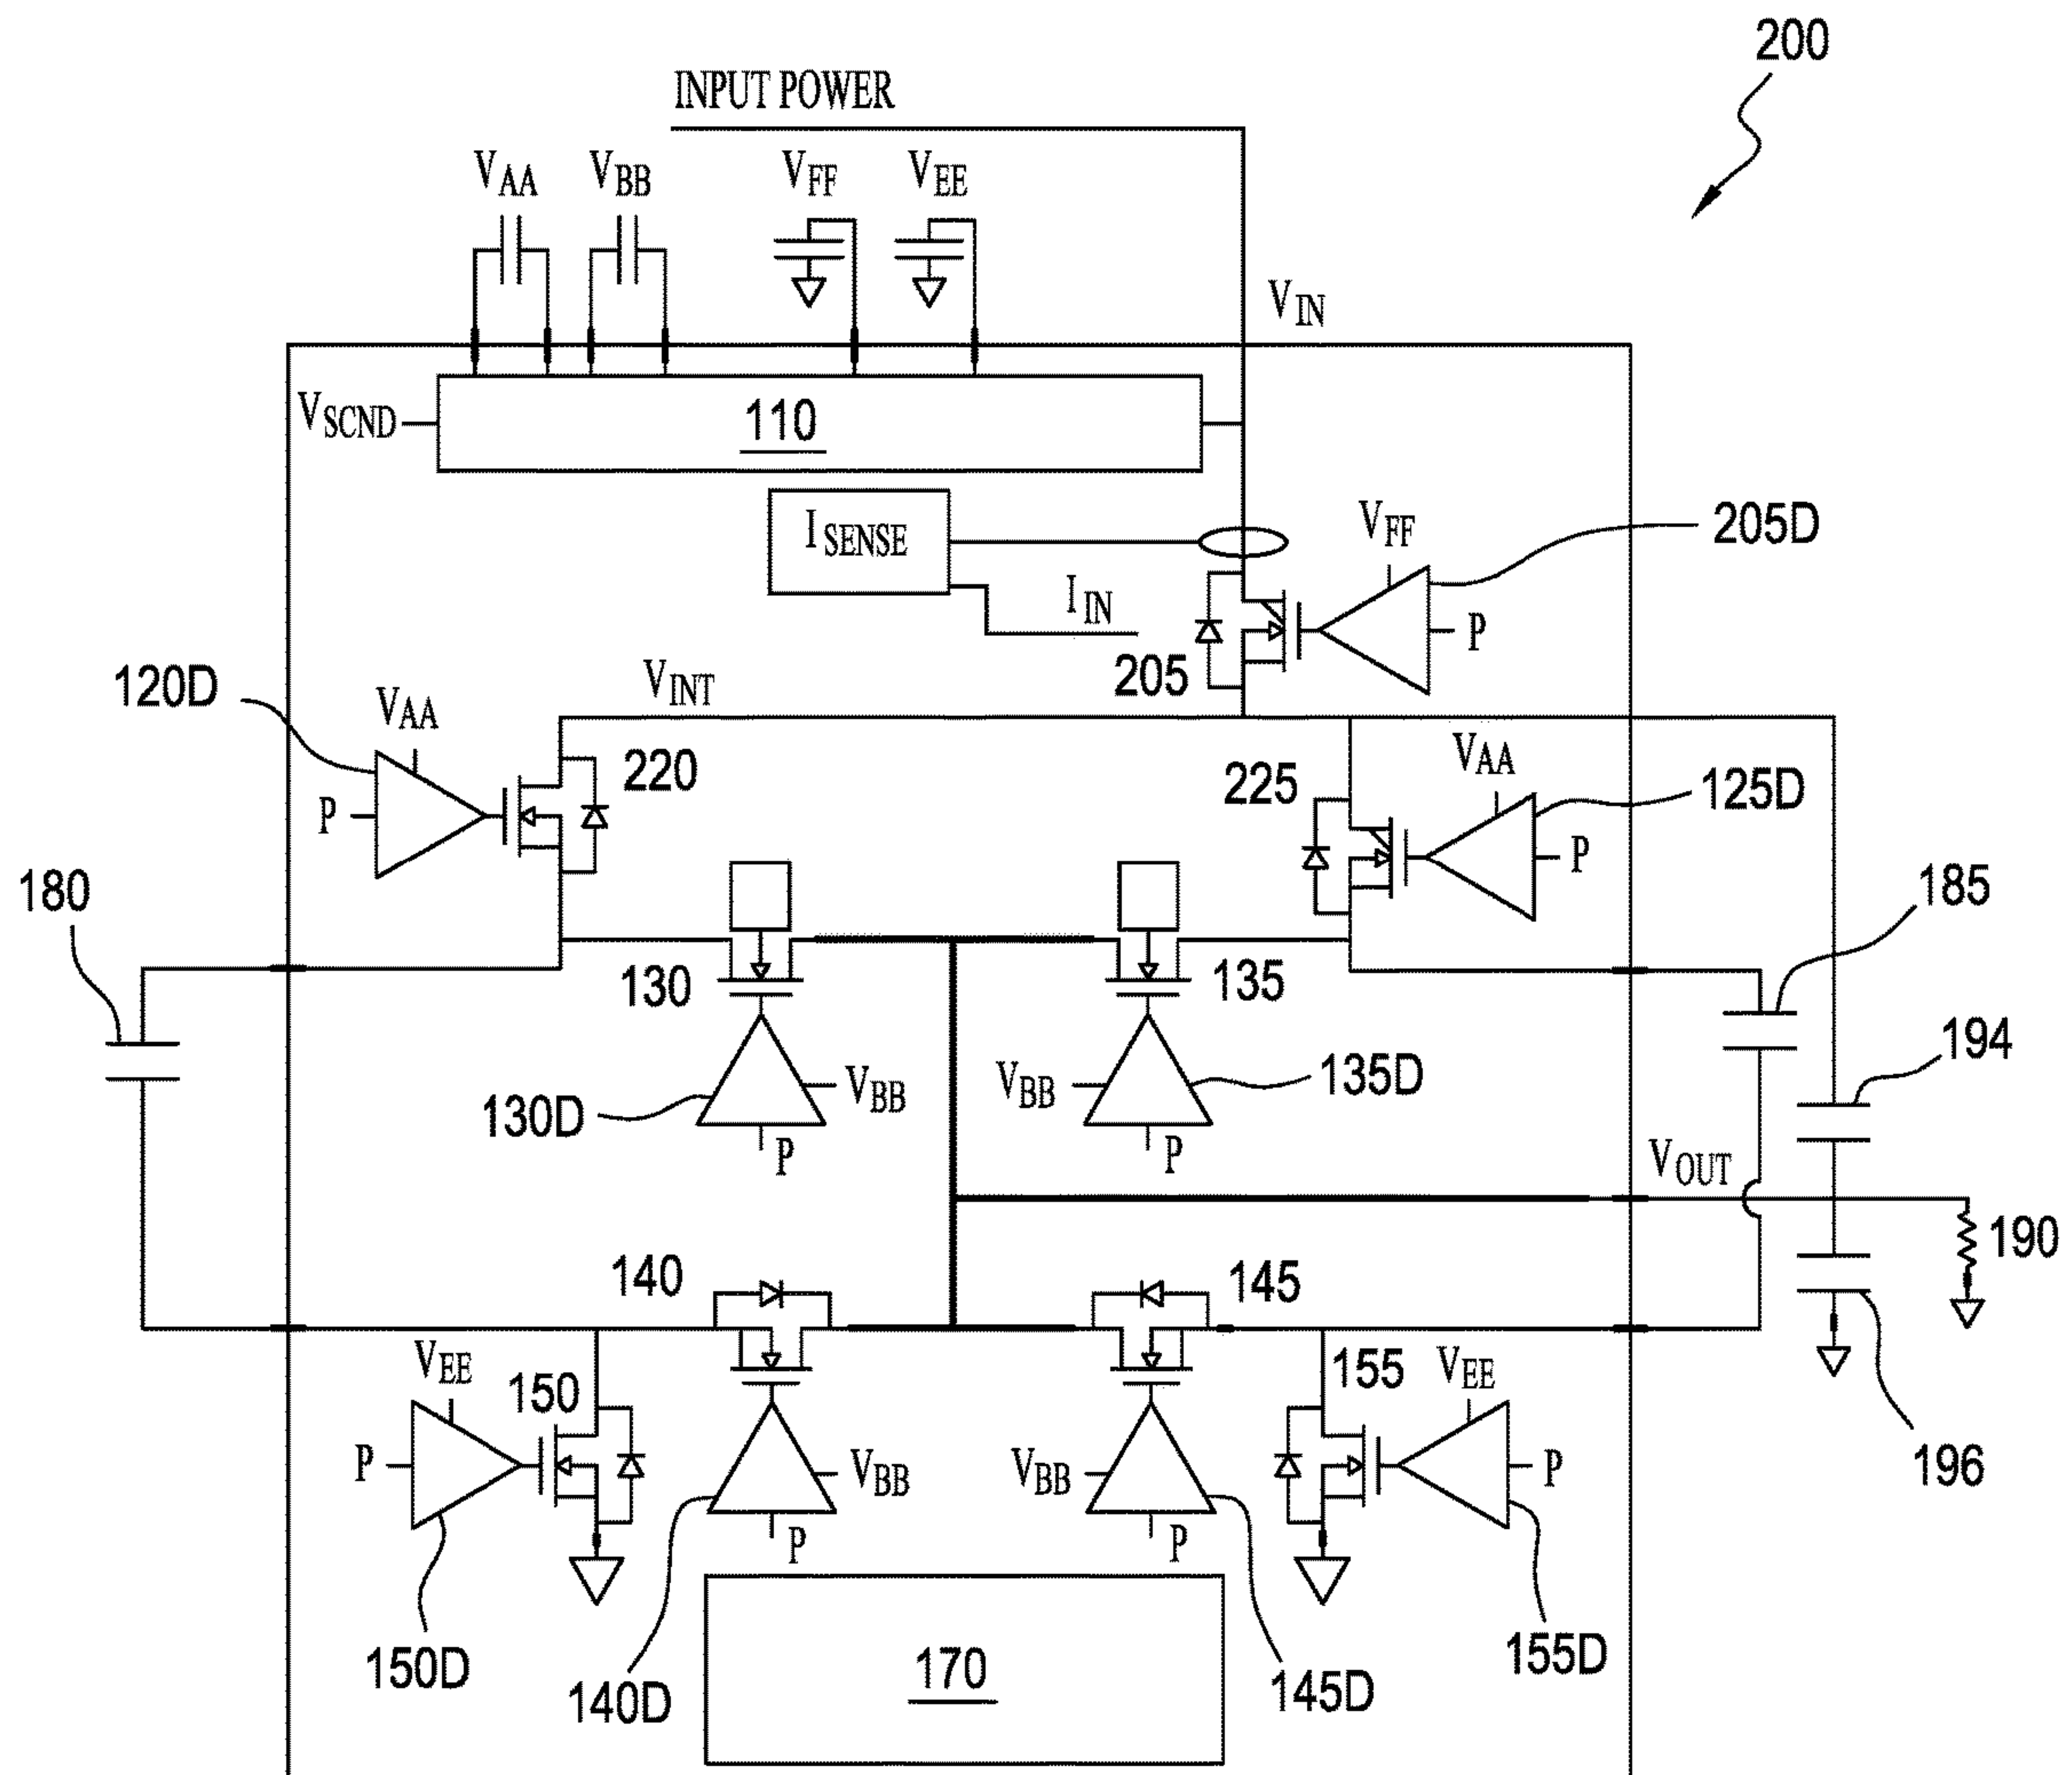 200
INPUT POWER
VAA VBB VFF VEE
VIN
VSCND 110
ISENSE
VFF 205D
IIN P
205
120D VAA VINT
220 VAA
225 125D
P P
180 185
130 135
194
VBB VBB 135D
130D P P
VOUT
190
140 145
VEE 150 155 VEE
196
P VBB VBB P
P P
150D 140D 170 145D 155D